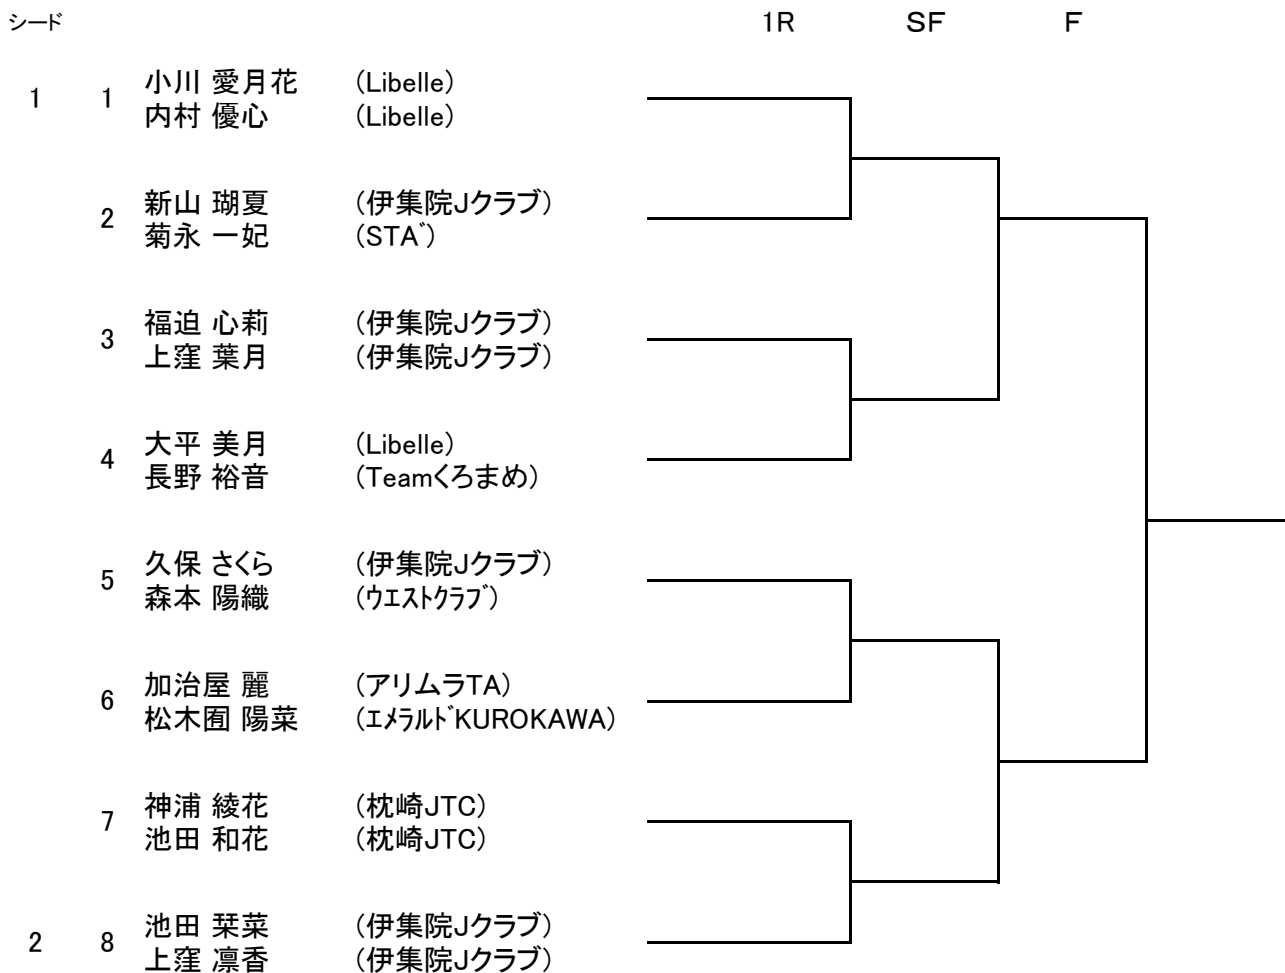 シード 1R SF F
1 1 小川 愛月花 (Libelle)
内村 優心 (Libelle)
2 新山 瑚夏 (伊集院Jクラブ)
菊永 一妃 (STAﾞ)
3 福迫 心莉 (伊集院Jクラブ)
上窪 葉月 (伊集院Jクラブ)
4 大平 美月 (Libelle)
長野 裕音 (Teamくろまめ)
5 久保 さくら (伊集院Jクラブ)
森本 陽織 (ｳｴｽﾄｸﾗﾌﾞ)
6 加治屋 麗 (アリムラTA)
松木囿 陽菜 (ｴﾒﾗﾙﾄﾞKUROKAWA)
7 神浦 綾花 (枕崎JTC)
池田 和花 (枕崎JTC)
2 8 池田 栞菜 (伊集院Jクラブ)
上窪 凛香 (伊集院Jクラブ)